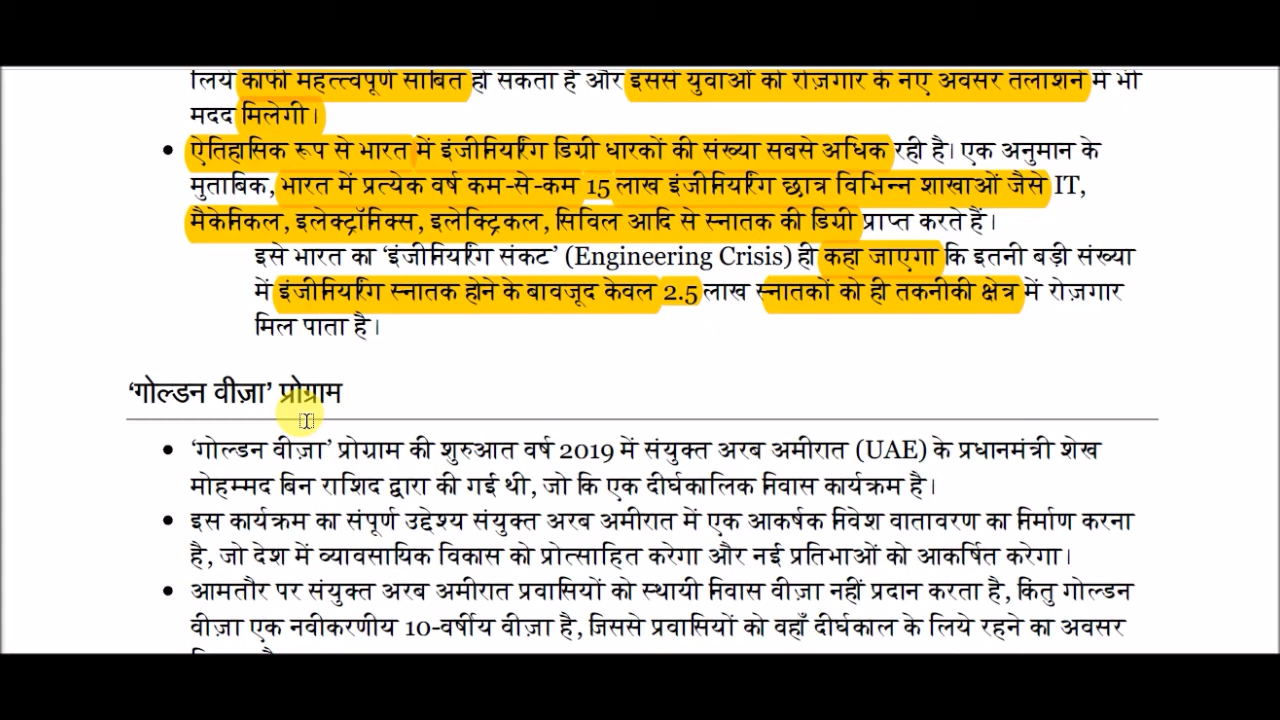 लिये काफी महत्त्वपूर्ण साबित हो सकता है और इससे युवाओं को रोज़गार के नए अवसर तलाशने में भी
मदद मिलेगी।
ऐतिहासिक रूप से भारत में इंजीनियरिंग डिग्री धारकों की संख्या सबसे अधिक रही है। एक अनुमान के
मुताबिक, भारत में प्रत्येक वर्ष कम-से-कम 15 लाख इंजीनियरिंग छात्र विभिन्न शाखाओं जैसे IT,
मैकेनिकल, इलेक्ट्रॉनिक्स, इलेक्ट्रिकल, सिविल आदि से स्नातक की डिग्री प्राप्त करते हैं।
इसे भारत का ‘इंजीनियरिंग संकट’ (Engineering Crisis) ही कहा जाएगा कि इतनी बड़ी संख्या
में इंजीनियरिंग स्नातक होने के बावजूद केवल 2.5 लाख स्नातकों को ही तकनीकी क्षेत्र में रोज़गार
मिल पाता है।
‘गोल्डन वीज़ा’ प्रोग्राम
‘गोल्डन वीज़ा’ प्रोग्राम की शुरुआत वर्ष 2019 में संयुक्त अरब अमीरात (UAE) के प्रधानमंत्री शेख
मोहम्मद बिन राशिद द्वारा की गई थी, जो कि एक दीर्घकालिक निवास कार्यक्रम है।
इस कार्यक्रम का संपूर्ण उद्देश्य संयुक्त अरब अमीरात में एक आकर्षक निवेश वातावरण का निर्माण करना
है, जो देश में व्यावसायिक विकास को प्रोत्साहित करेगा और नई प्रतिभाओं को आकर्षित करेगा।
आमतौर पर संयुक्त अरब अमीरात प्रवासियों को स्थायी निवास वीज़ा नहीं प्रदान करता है, किंतु गोल्डन
वीज़ा एक नवीकरणीय 10-वर्षीय वीज़ा है, जिससे प्रवासियों को वहाँ दीर्घकाल के लिये रहने का अवसर